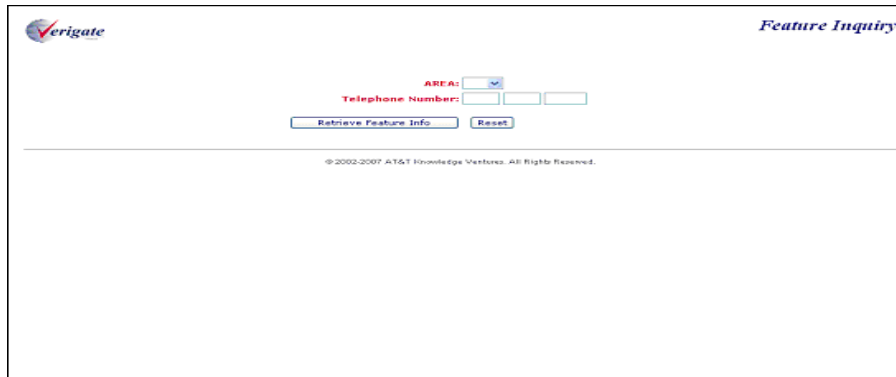 Verigate
Feature Inquiry
AREA:
Telephone Number:
Retrieve Feature Info Reset
© 2002-2007 AT&T Knowledge Ventures. All Rights Reserved.